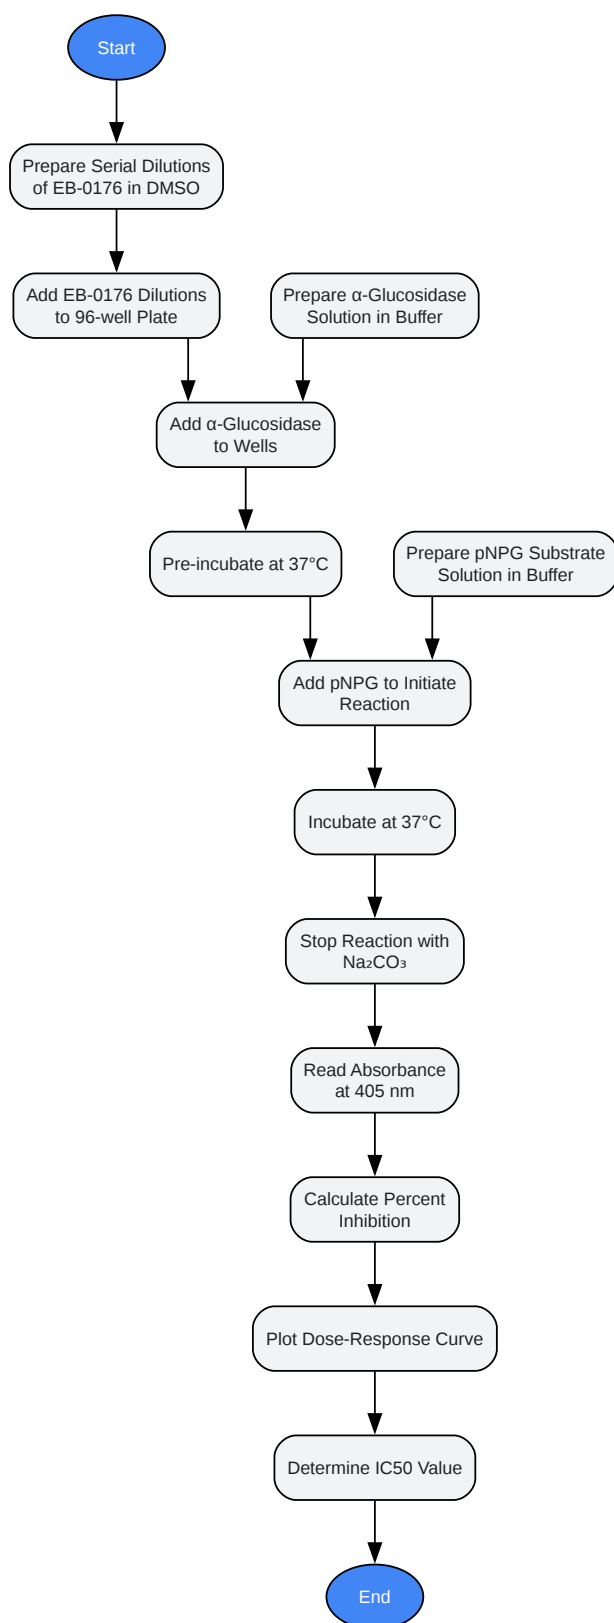 Start
Prepare Serial Dilutions
of EB-0176 in DMSO
Add EB-0176 Dilutions
to 96-well Plate
Prepare α-Glucosidase
Solution in Buffer
Add α-Glucosidase
to Wells
Pre-incubate at 37°C
Prepare pNPG Substrate
Solution in Buffer
Add pNPG to Initiate
Reaction
Incubate at 37°C
Stop Reaction with
Na₂CO₃
Read Absorbance
at 405 nm
Calculate Percent
Inhibition
Plot Dose-Response Curve
Determine IC50 Value
End